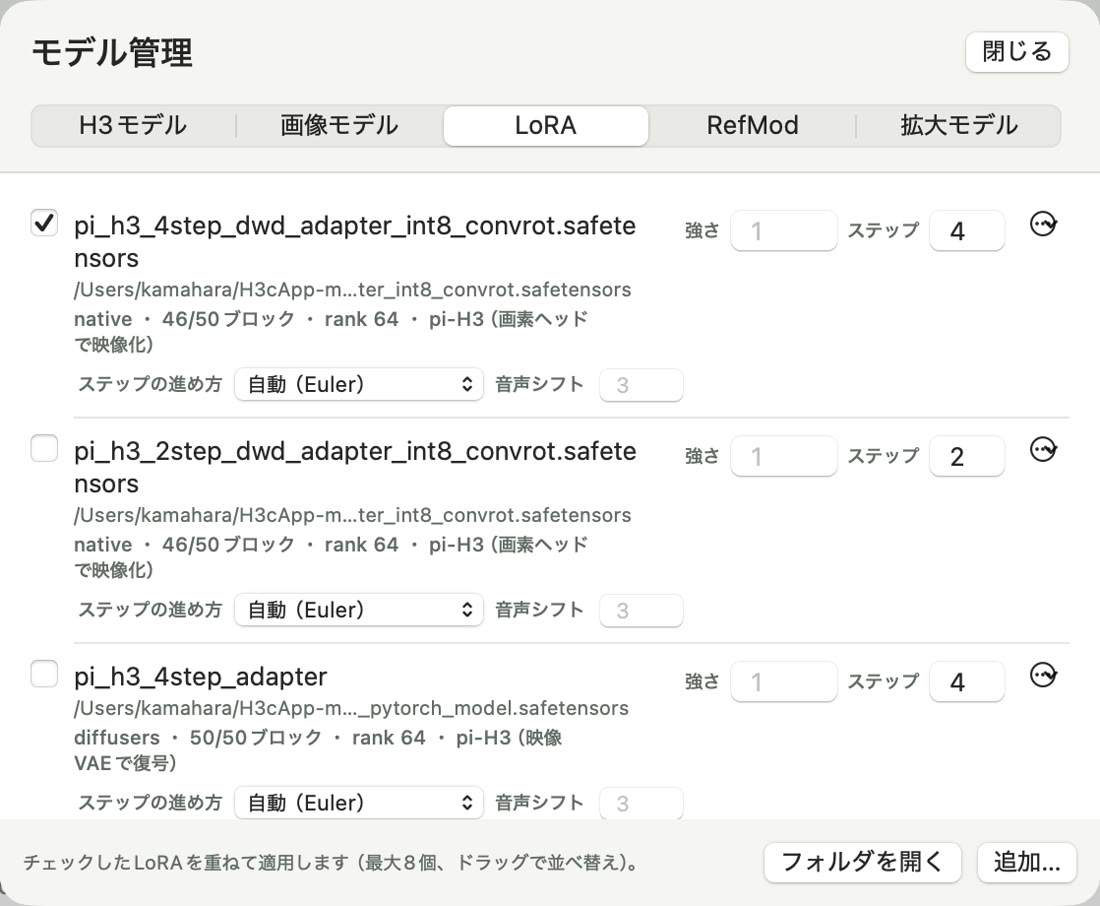 モデル管理
閉じる
H3モデル
画像モデル
LoRA
RefMod
拡大モデル
pi_h3_4step_dwd_adapter_int8_convrot.safete
nsors
強さ 1 ステップ 4
/Users/kamahara/H3cApp-m...ter_int8_convrot.safetensors
native ・ 46/50ブロック ・ rank 64 ・ pi-H3（画素ヘッド
で映像化）
ステップの進め方 自動（Euler） 音声シフト 3
pi_h3_2step_dwd_adapter_int8_convrot.safete
nsors
強さ 1 ステップ 2
/Users/kamahara/H3cApp-m...ter_int8_convrot.safetensors
native ・ 46/50ブロック ・ rank 64 ・ pi-H3（画素ヘッド
で映像化）
ステップの進め方 自動（Euler） 音声シフト 3
pi_h3_4step_adapter
強さ 1 ステップ 4
/Users/kamahara/H3cApp-m..._pytorch_model.safetensors
diffusers ・ 50/50ブロック ・ rank 64 ・ pi-H3（映像
VAEで復号）
ステップの進め方 自動（Euler） 音声シフト 3
チェックしたLoRAを重ねて適用します（最大8個、ドラッグで並べ替え）。
フォルダを開く
追加...